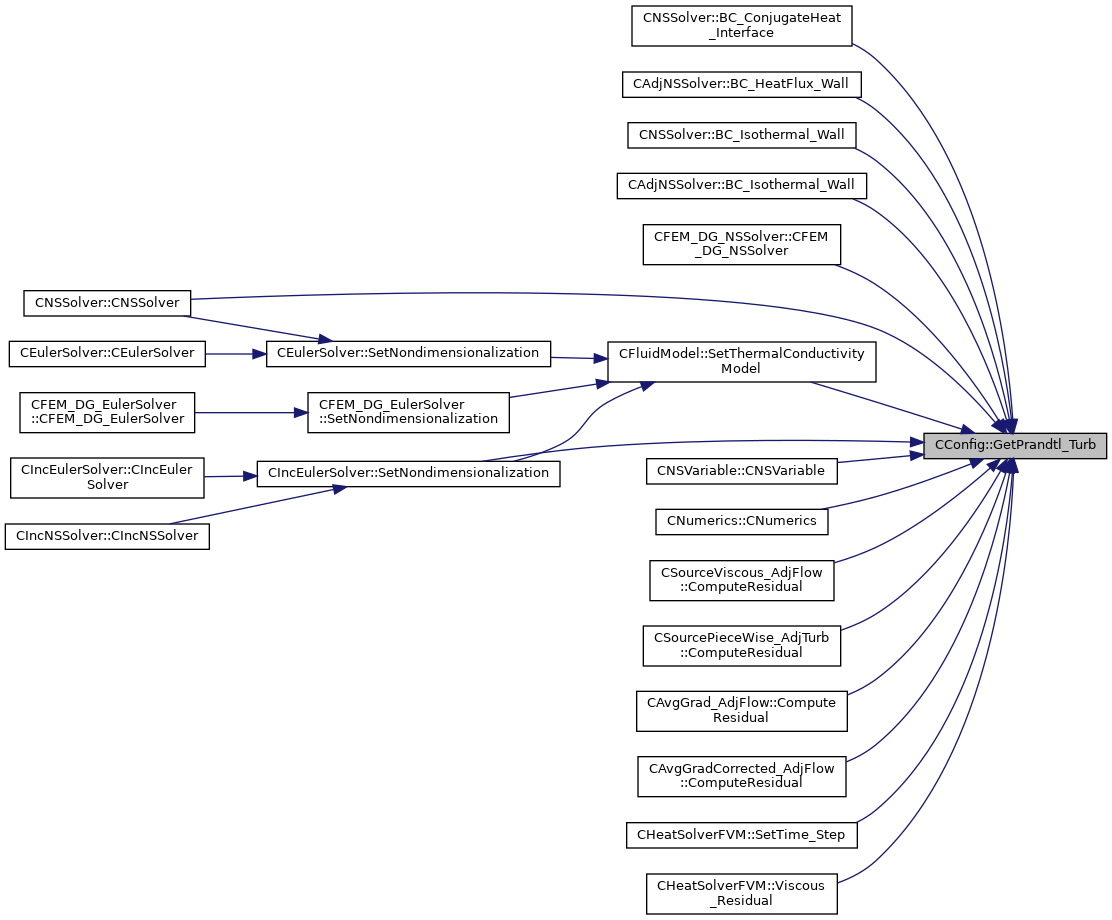 CNSSolver::BC_ConjugateHeat
_Interface
CAdjNSSolver::BC_HeatFlux_Wall
CNSSolver::BC_Isothermal_Wall
CAdjNSSolver::BC_Isothermal_Wall
CFEM_DG_NSSolver::CFEM
_DG_NSSolver
CNSSolver::CNSSolver
CEulerSolver::CEulerSolver
CEulerSolver::SetNondimensionalization
CFluidModel::SetThermalConductivity
Model
CFEM_DG_EulerSolver
::CFEM_DG_EulerSolver
CFEM_DG_EulerSolver
::SetNondimensionalization
CConfig::GetPrandtl_Turb
CIncEulerSolver::CIncEuler
Solver
CIncEulerSolver::SetNondimensionalization
CNSVariable::CNSVariable
CIncNSSolver::CIncNSSolver
CNumerics::CNumerics
CSourceViscous_AdjFlow
::ComputeResidual
CSourcePieceWise_AdjTurb
::ComputeResidual
CAvgGrad_AdjFlow::Compute
Residual
CAvgGradCorrected_AdjFlow
::ComputeResidual
CHeatSolverFVM::SetTime_Step
CHeatSolverFVM::Viscous
_Residual